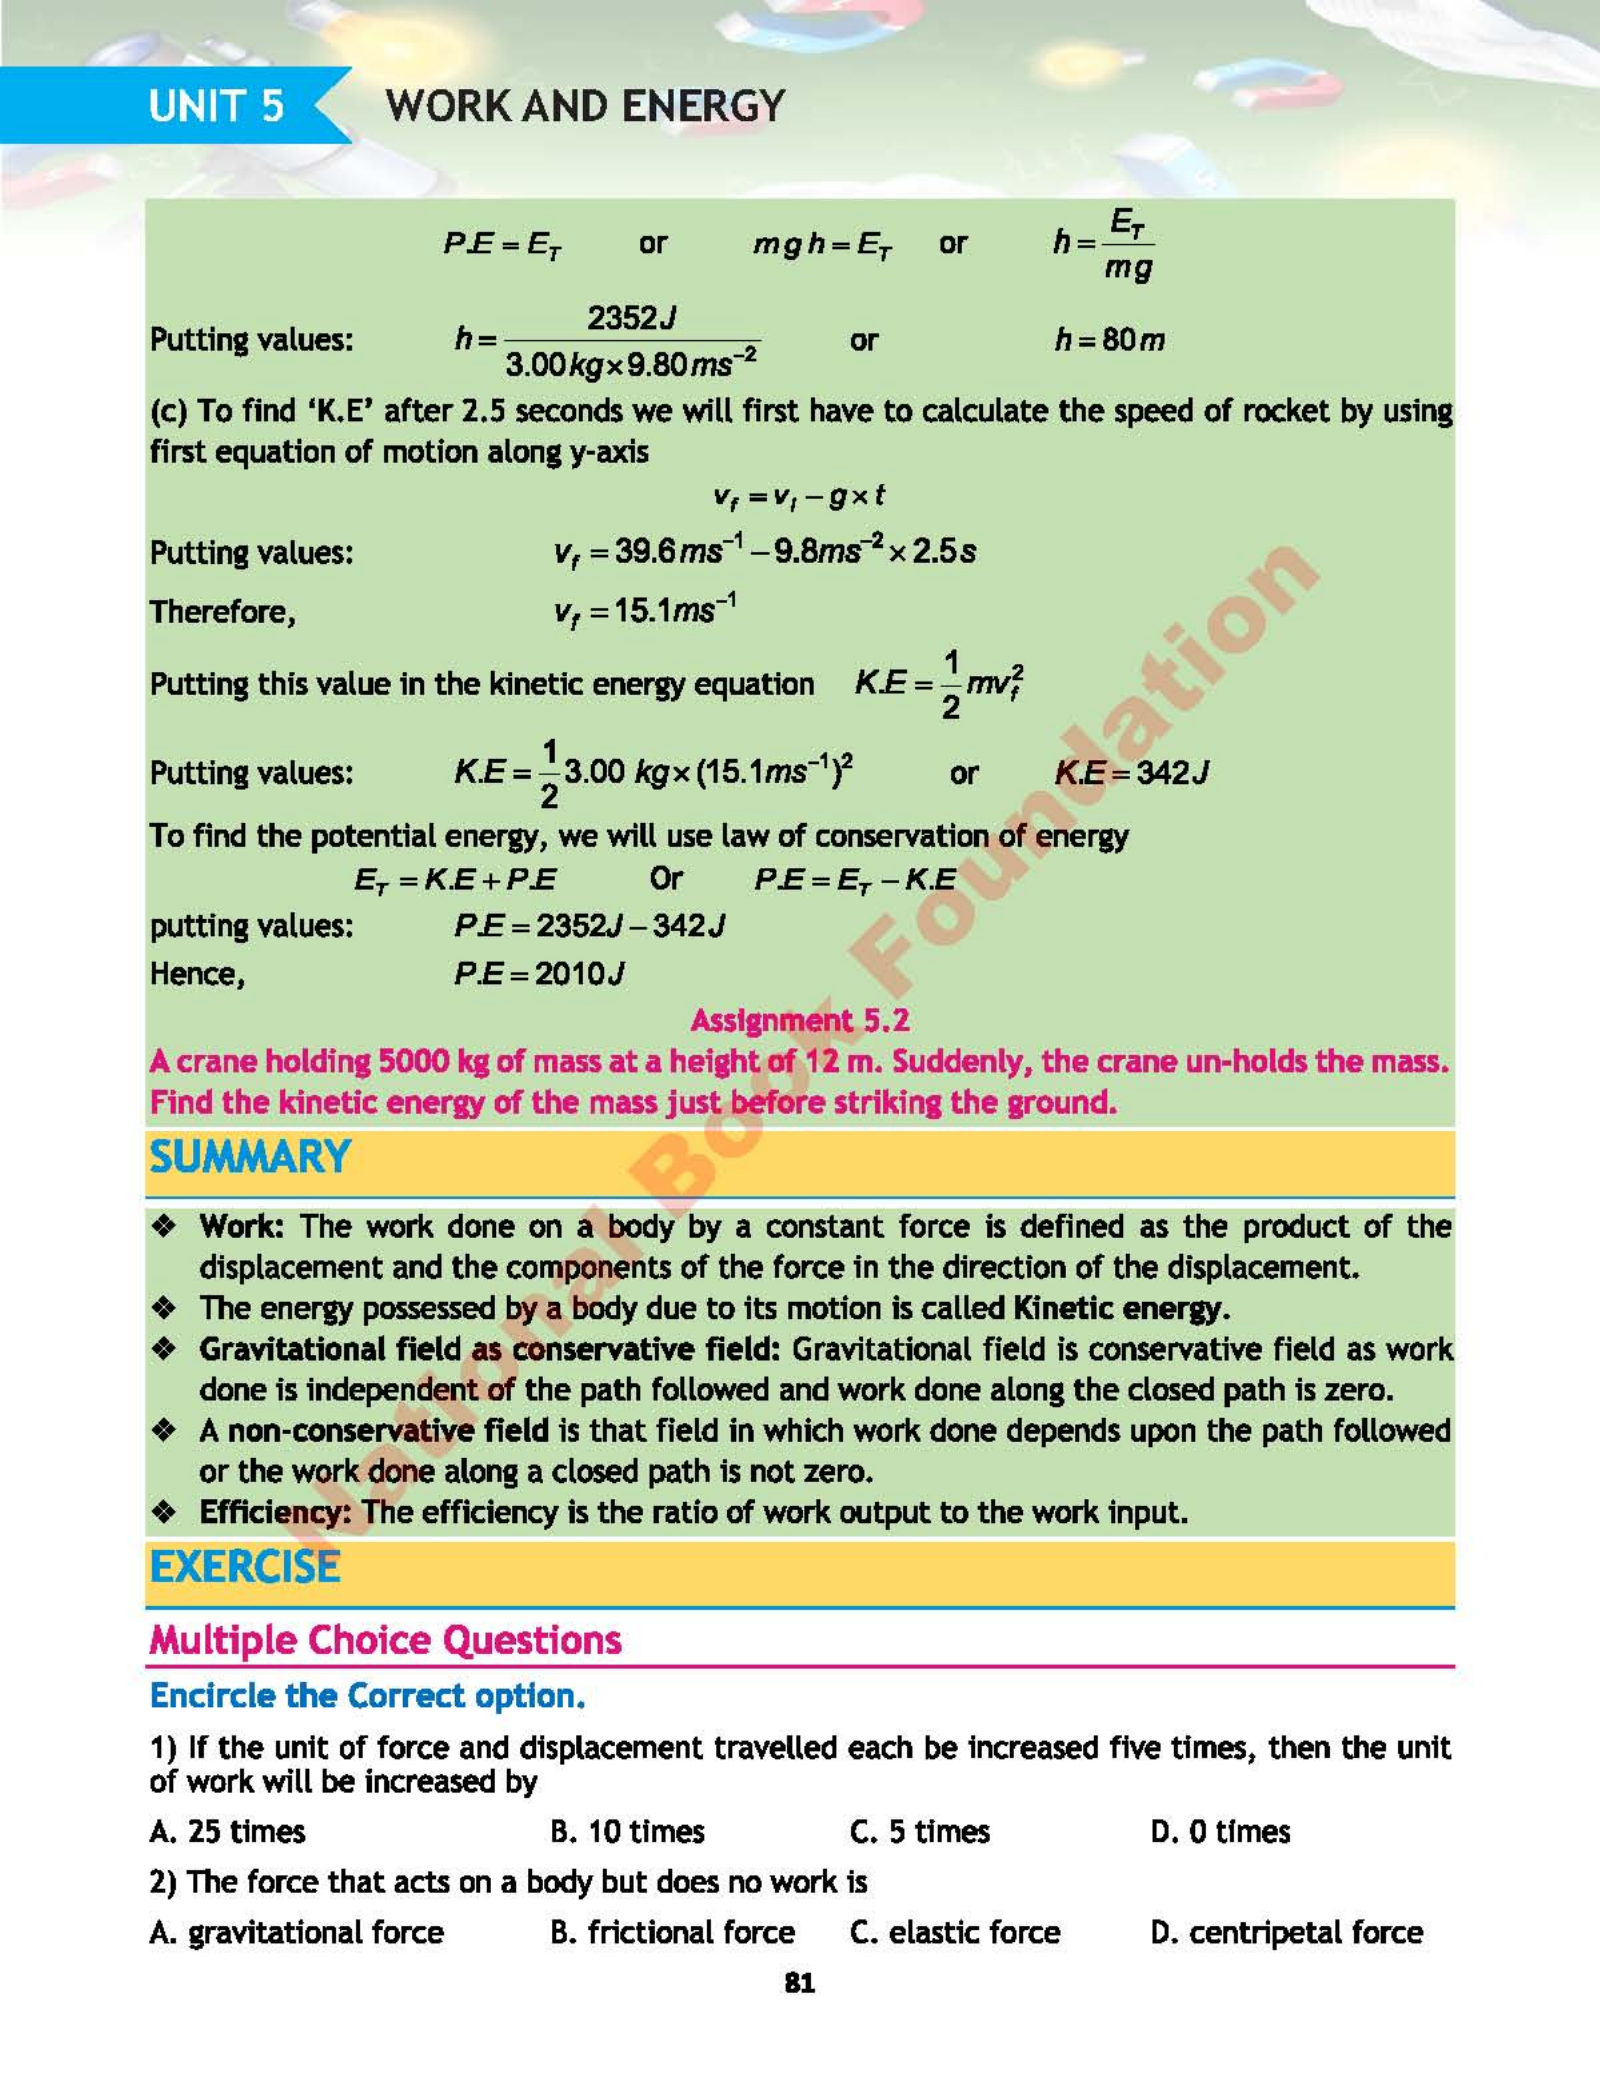 UNIT 5 WORK AND ENERGY
P.E = E_T or m g h = E_T or h = E_T / mg
Putting values: h = 2352J / 3.00kg×9.80ms⁻² or h = 80m
(c) To find ‘K.E’ after 2.5 seconds we will first have to calculate the speed of rocket by using
first equation of motion along y-axis
v_f = v_i – g× t
Putting values: v_f = 39.6ms⁻¹ – 9.8ms⁻² × 2.5s
Therefore, v_f = 15.1ms⁻¹
Putting this value in the kinetic energy equation K.E = 1/2 mv_f²
Putting values: K.E = 1/2 3.00 kg× (15.1ms⁻¹)² or K.E = 342J
To find the potential energy, we will use law of conservation of energy
E_T = K.E + P.E Or P.E = E_T – K.E
putting values: P.E = 2352J – 342J
Hence, P.E = 2010J
Assignment 5.2
A crane holding 5000 kg of mass at a height of 12 m. Suddenly, the crane un-holds the mass.
Find the kinetic energy of the mass just before striking the ground.
SUMMARY
❖ Work: The work done on a body by a constant force is defined as the product of the
displacement and the components of the force in the direction of the displacement.
❖ The energy possessed by a body due to its motion is called Kinetic energy.
❖ Gravitational field as conservative field: Gravitational field is conservative field as work
done is independent of the path followed and work done along the closed path is zero.
❖ A non-conservative field is that field in which work done depends upon the path followed
or the work done along a closed path is not zero.
❖ Efficiency: The efficiency is the ratio of work output to the work input.
EXERCISE
Multiple Choice Questions
Encircle the Correct option.
1) If the unit of force and displacement travelled each be increased five times, then the unit
of work will be increased by
A. 25 times B. 10 times C. 5 times D. 0 times
2) The force that acts on a body but does no work is
A. gravitational force B. frictional force C. elastic force D. centripetal force
81
National Book Foundation